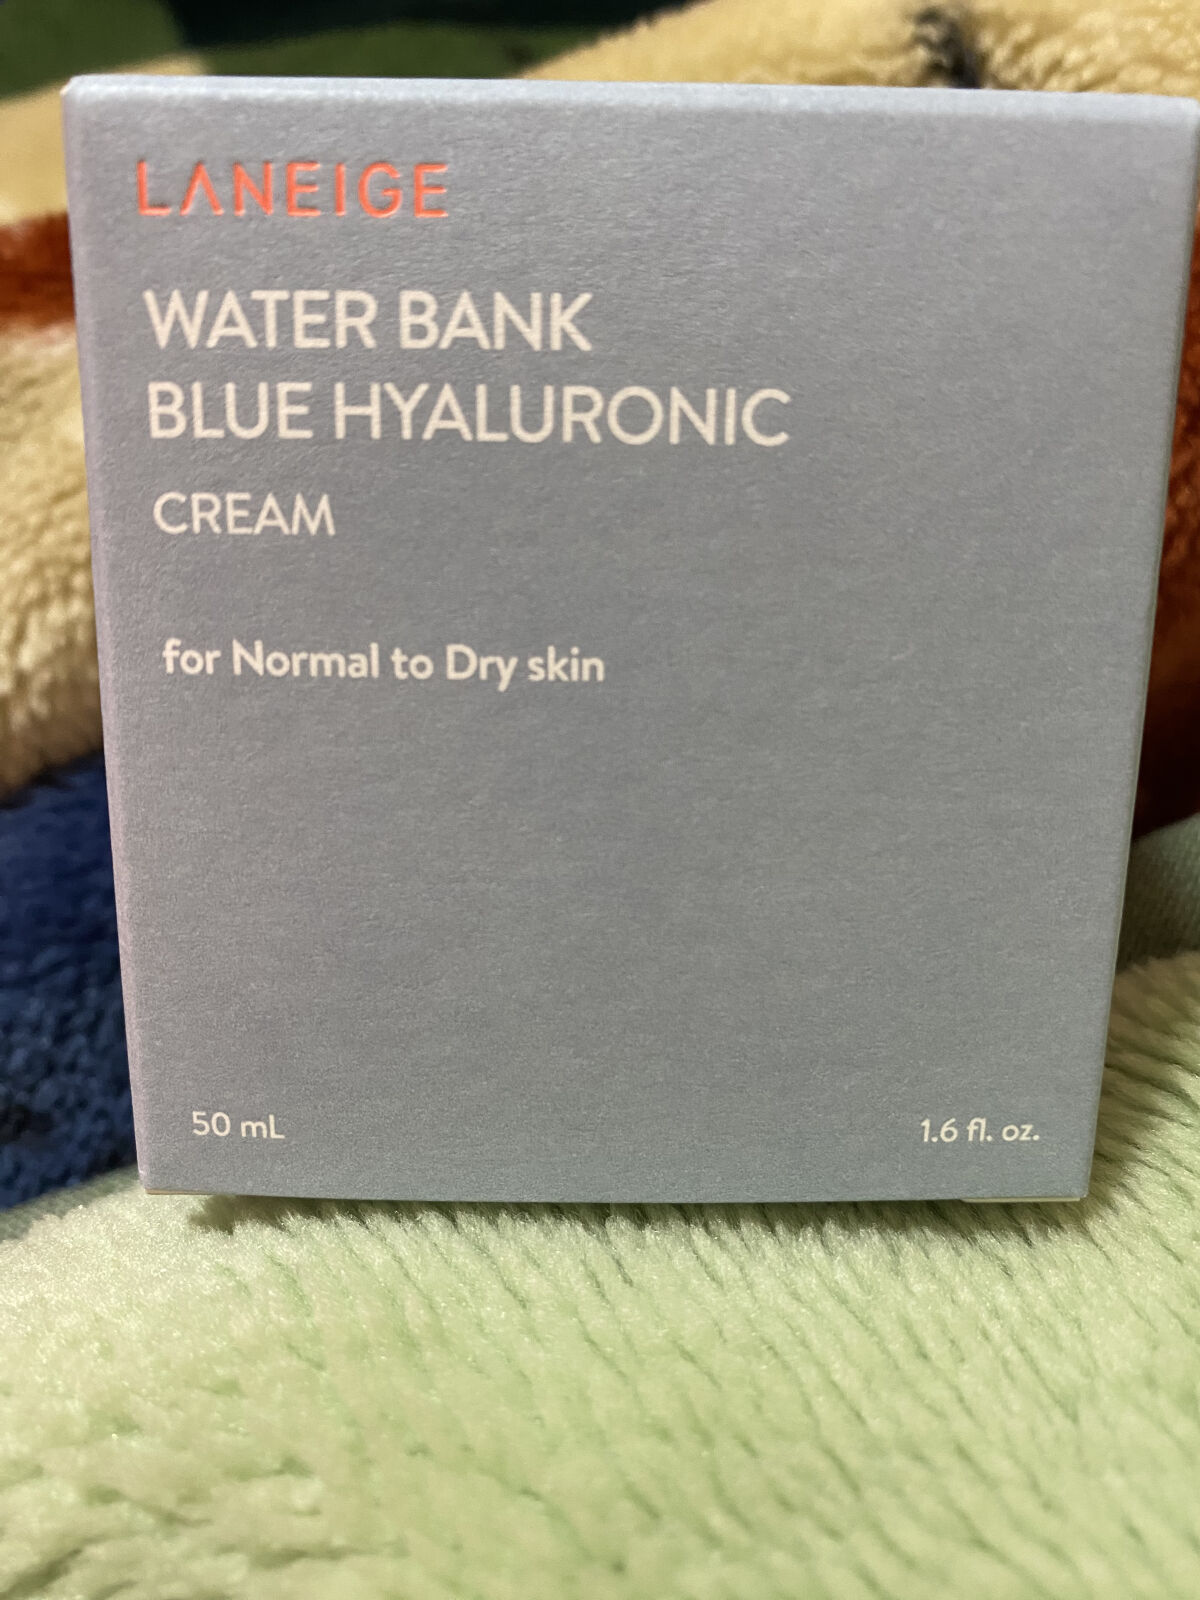 LANEIGE
WATER BANK
BLUE HYALURONIC
CREAM
for Normal to Dry skin
50 mL 1.6 fl. oz.